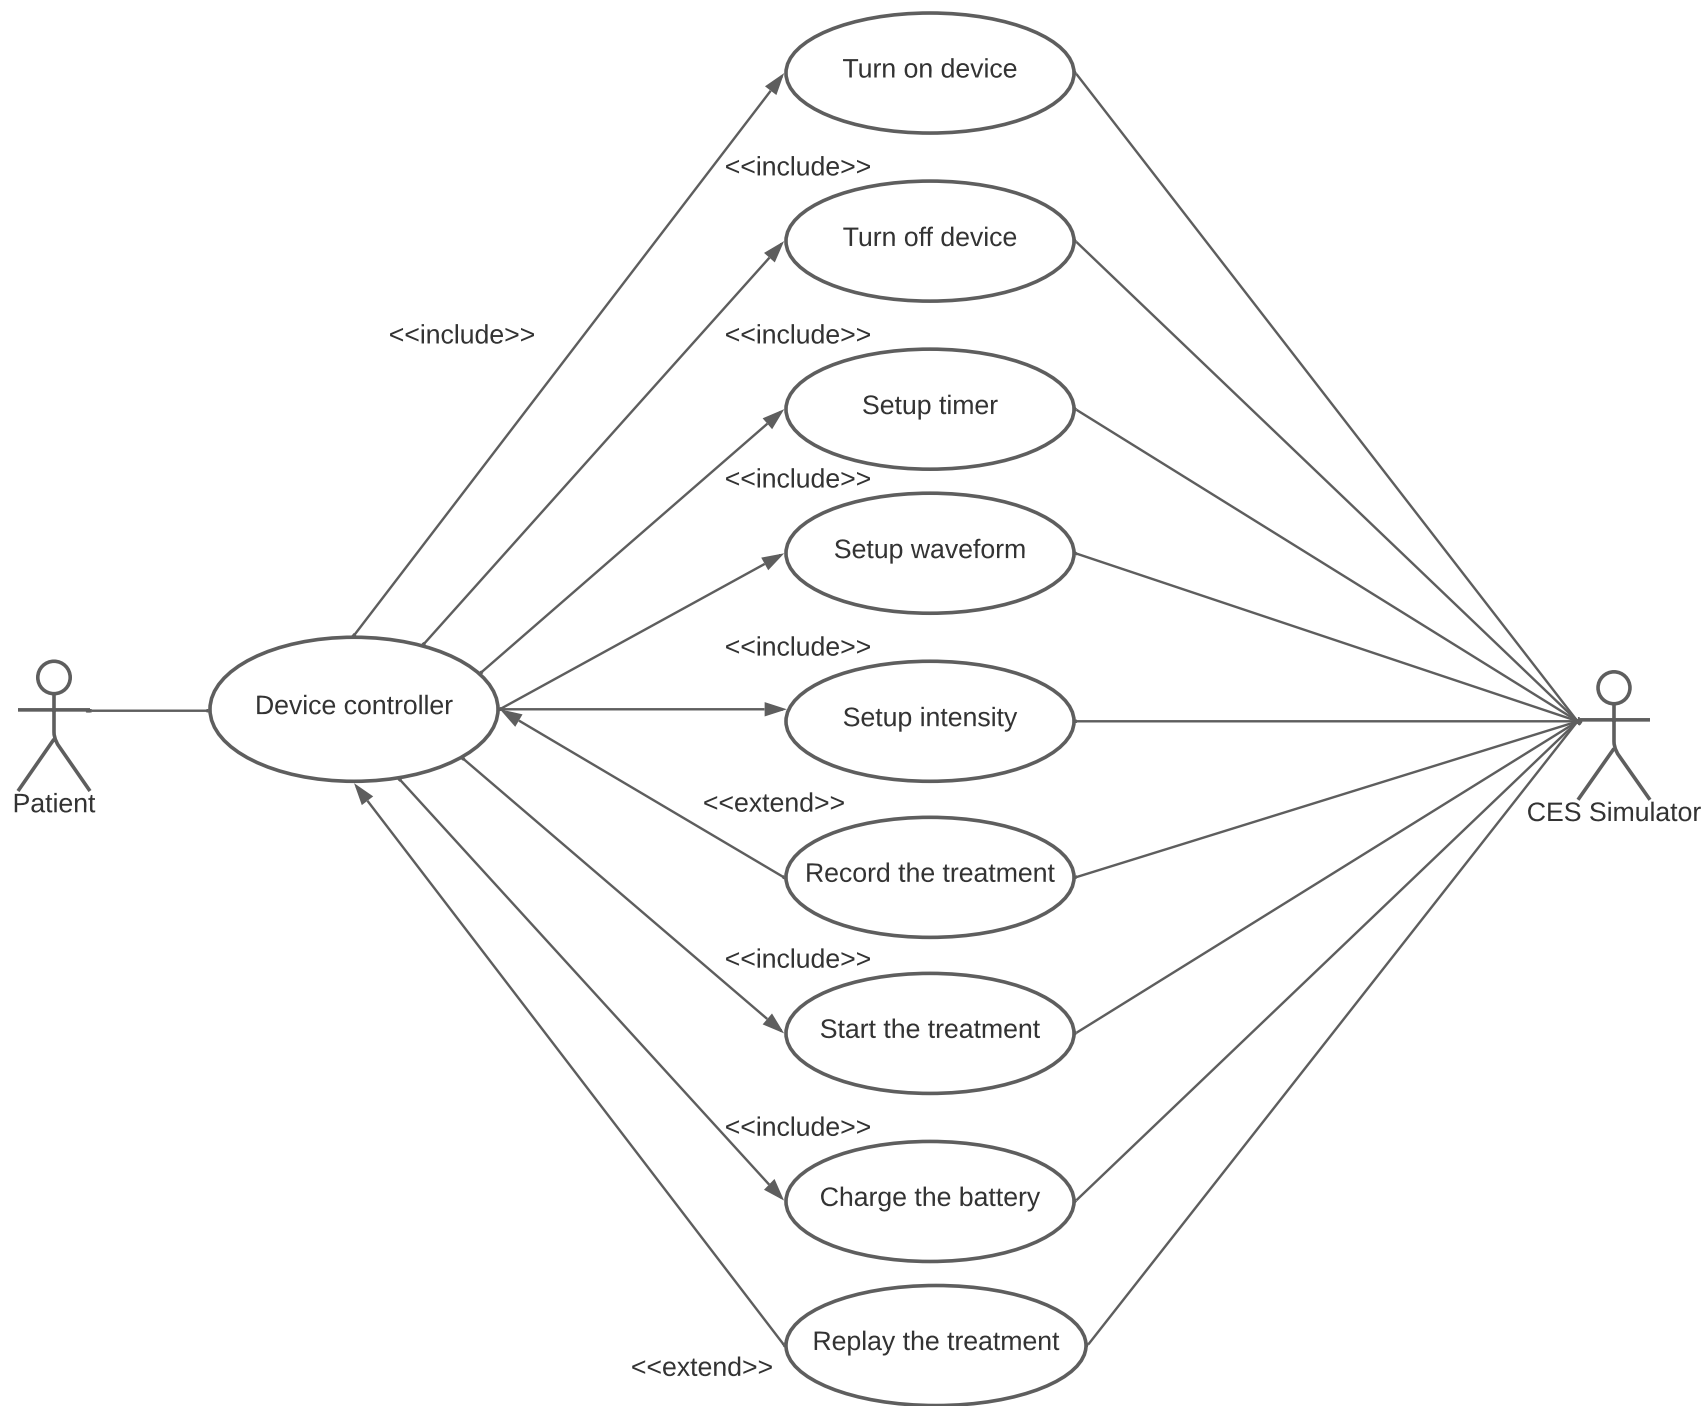 Turn on device
<<include>>
Turn off device
<<include>>
<<include>>
Setup timer
<<include>>
Setup waveform
<<include>>
Device controller
Setup intensity
Patient
<<extend>>
CES Simulator
Record the treatment
<<include>>
Start the treatment
<<include>>
Charge the battery
Replay the treatment
<<extend>>